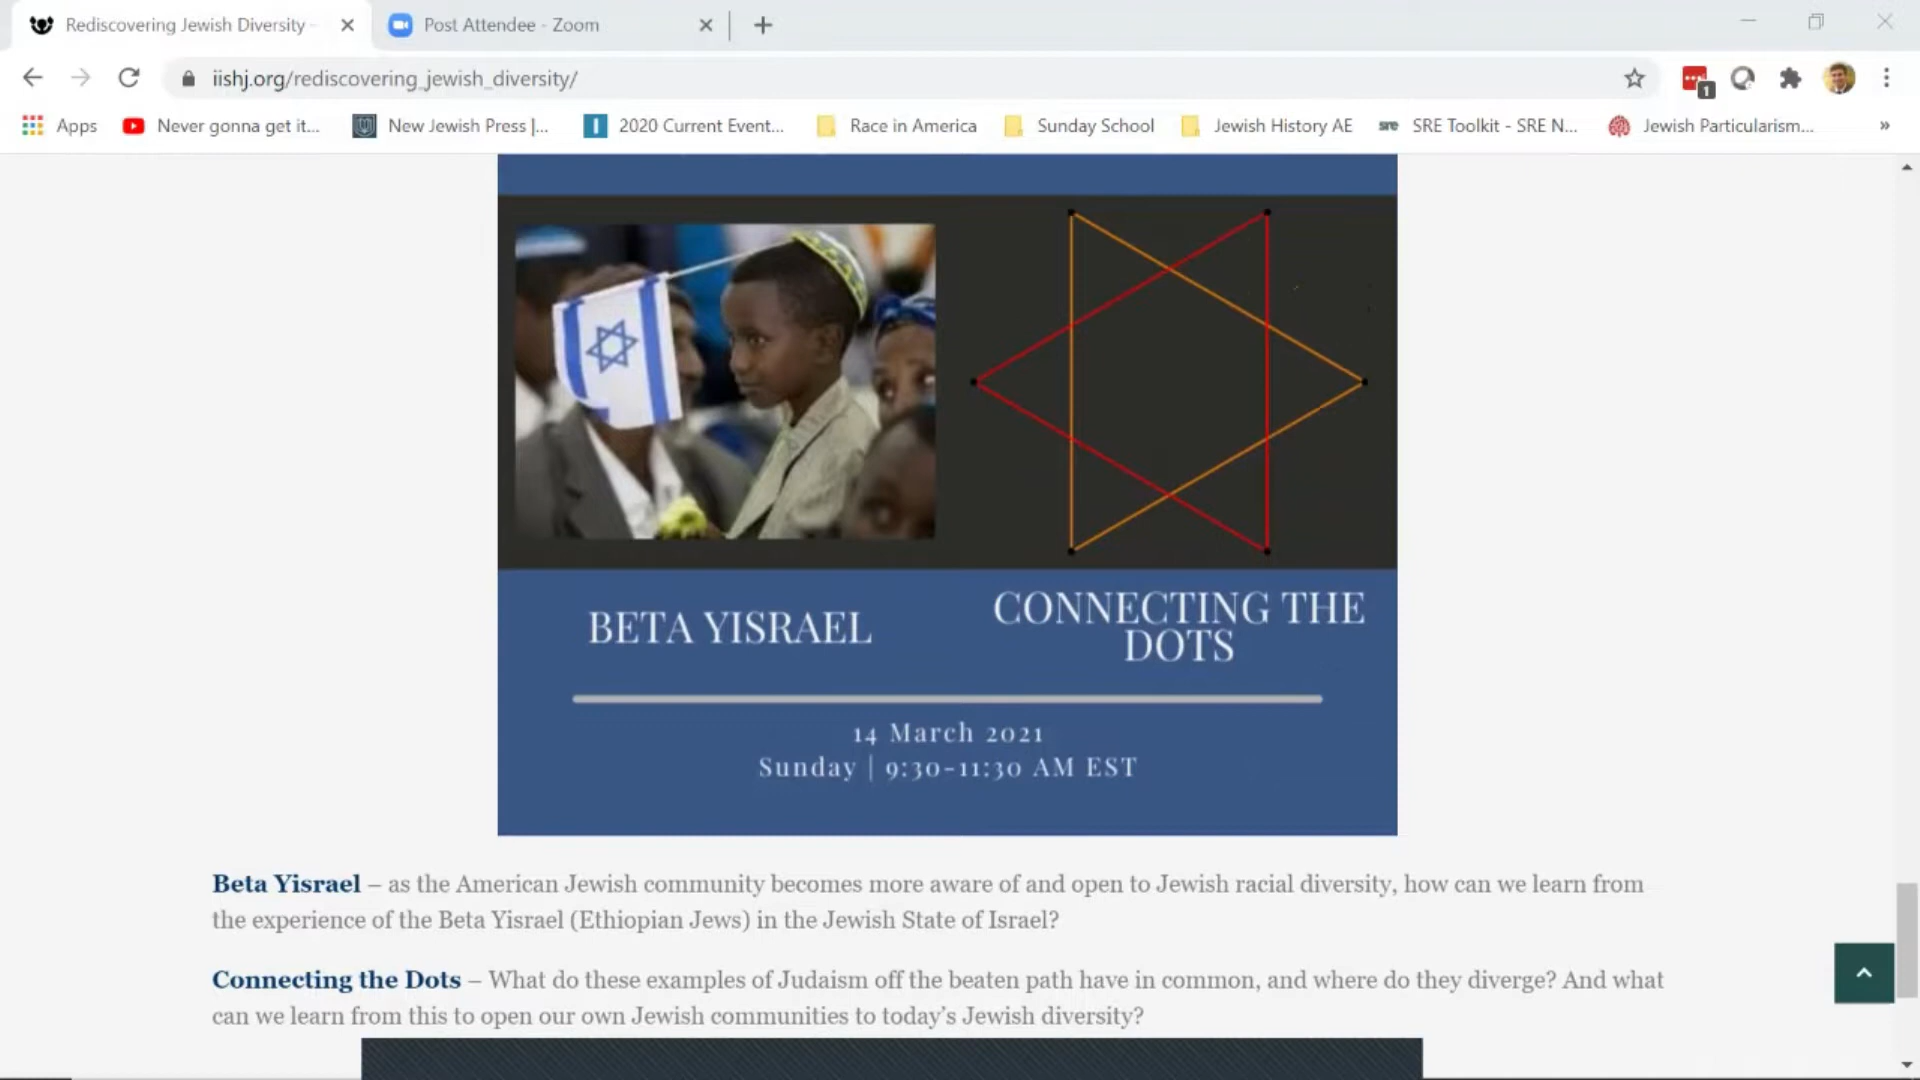 Rediscovering Jewish Diversity -
Post Attendee - Zoom
iishj.org/rediscovering_jewish_diversity/
1
Apps
Never gonna get it...
New Jewish Press |...
2020 Current Event...
Race in America
Sunday School
Jewish History AE
sre
SRE Toolkit - SRE N...
Jewish Particularism...
»
BETA YISRAEL
CONNECTING THE
DOTS
14 March 2021
Sunday | 9:30-11:30 AM EST
Beta Yisrael – as the American Jewish community becomes more aware of and open to Jewish racial diversity, how can we learn from
the experience of the Beta Yisrael (Ethiopian Jews) in the Jewish State of Israel?
Connecting the Dots – What do these examples of Judaism off the beaten path have in common, and where do they diverge? And what
can we learn from this to open our own Jewish communities to today's Jewish diversity?